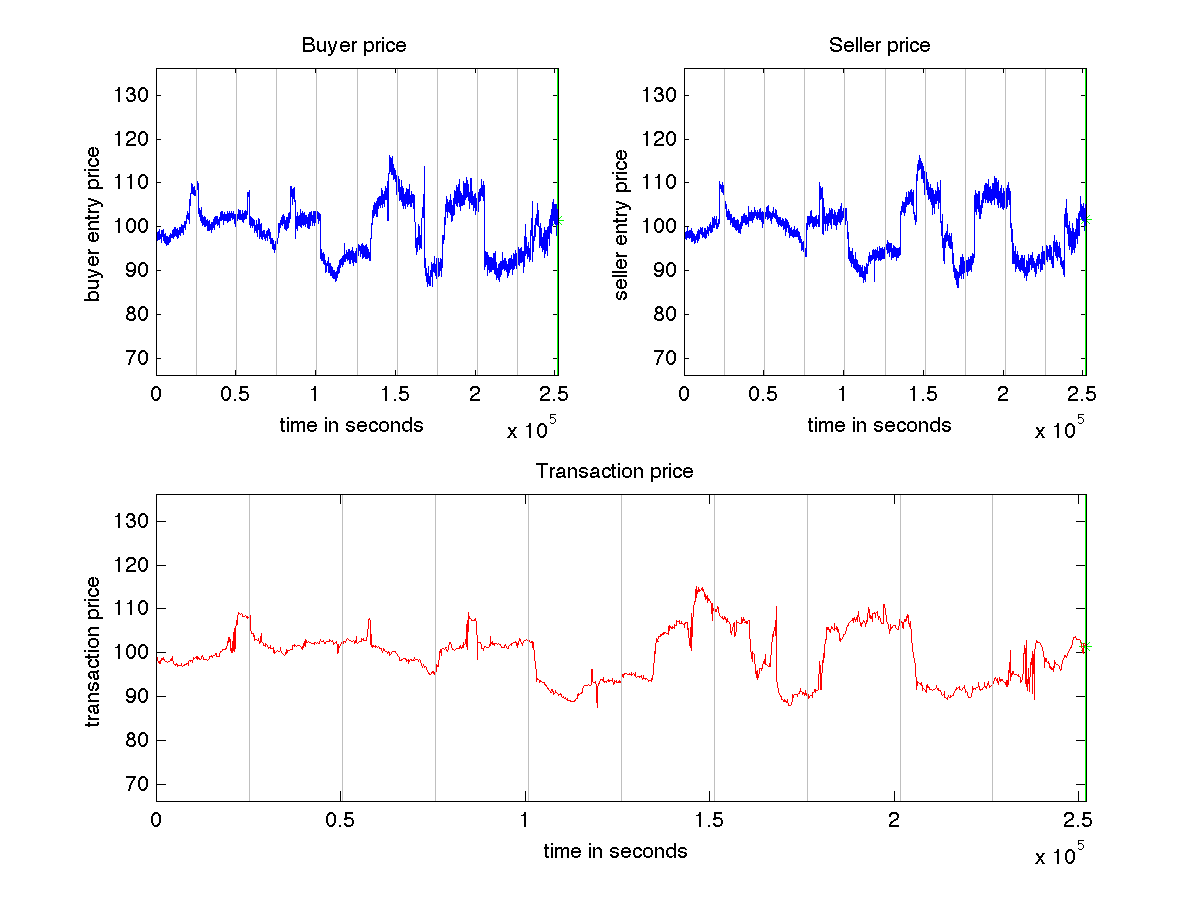 Buyer price
Seller price
buyer entry price
130
120
110
100
90
80
70
0 0.5 1 1.5 2 2.5
time in seconds
x 10^5
seller entry price
130
120
110
100
90
80
70
0 0.5 1 1.5 2 2.5
time in seconds
x 10^5
Transaction price
transaction price
130
120
110
100
90
80
70
0 0.5 1 1.5 2 2.5
time in seconds
x 10^5